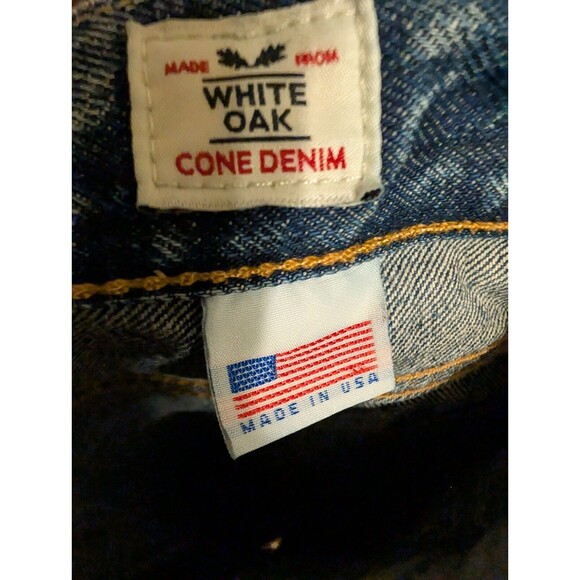 MADE FROM
WHITE
OAK
CONE DENIM
MADE IN USA